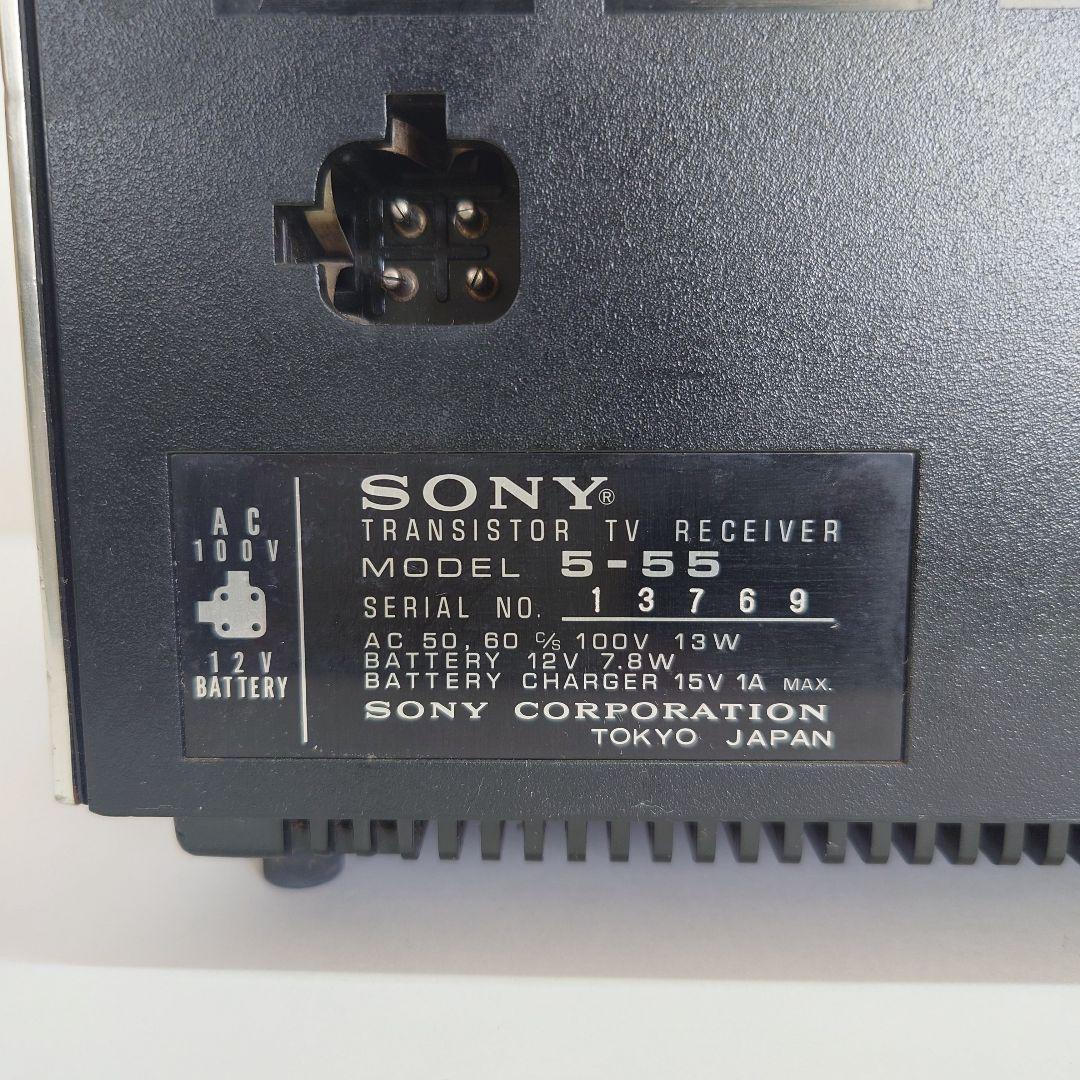 AC
100V
12V
BATTERY
SONY®
TRANSISTOR TV RECEIVER
MODEL 5-55
SERIAL NO. 13769
AC 50, 60 c/s 100V 13W
BATTERY 12V 7.8W
BATTERY CHARGER 15V 1A MAX.
SONY CORPORATION
TOKYO JAPAN